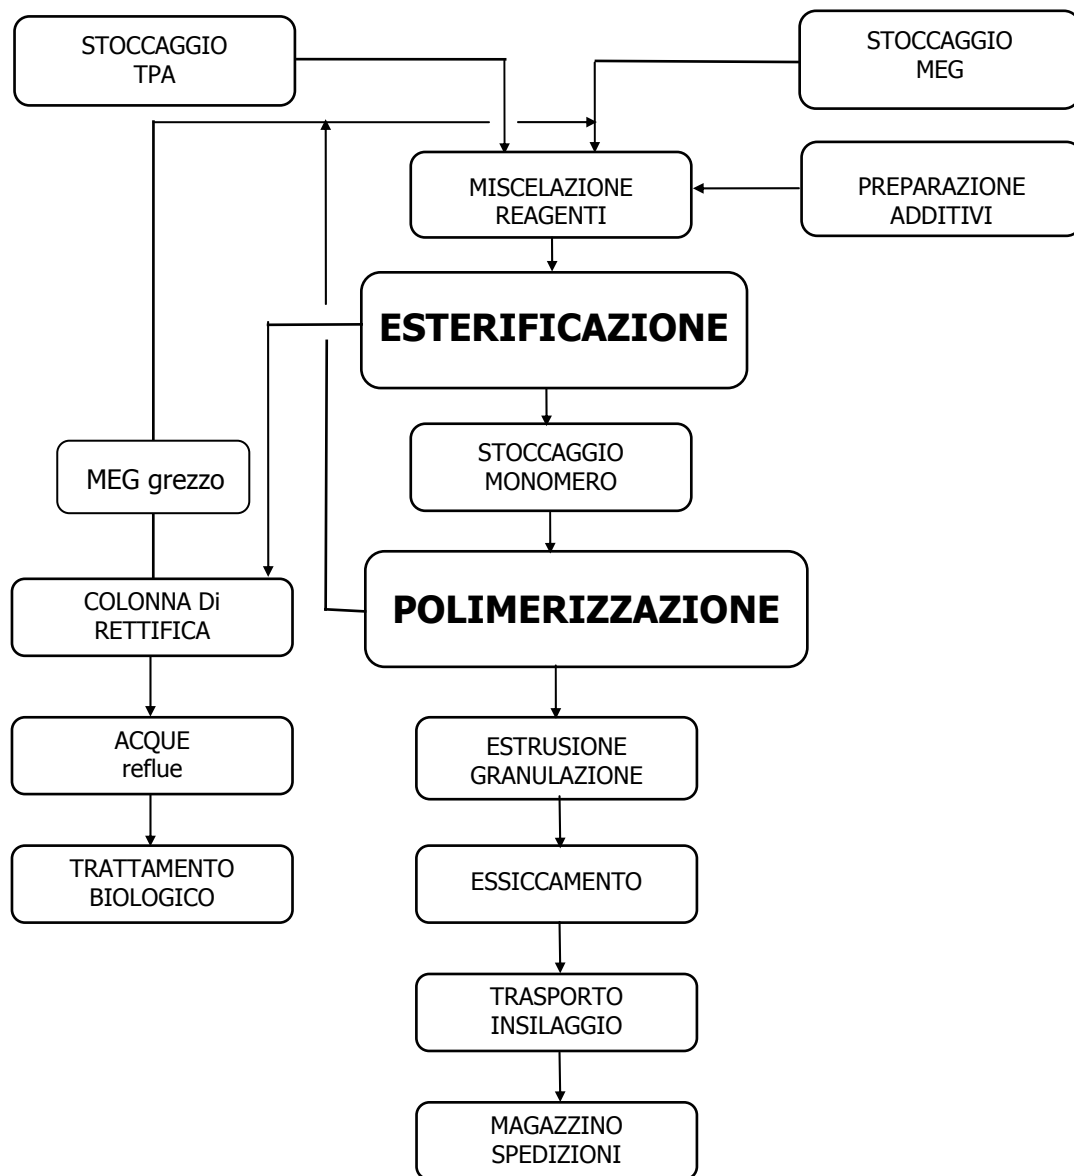 STOCCAGGIO
TPA
STOCCAGGIO
MEG
MISCELAZIONE
REAGENTI
PREPARAZIONE
ADDITIVI
ESTERIFICAZIONE
STOCCAGGIO
MONOMERO
MEG grezzo
COLONNA Di
RETTIFICA
POLIMERIZZAZIONE
ACQUE
reflue
ESTRUSIONE
GRANULAZIONE
TRATTAMENTO
BIOLOGICO
ESSICCAMENTO
TRASPORTO
INSILAGGIO
MAGAZZINO
SPEDIZIONI